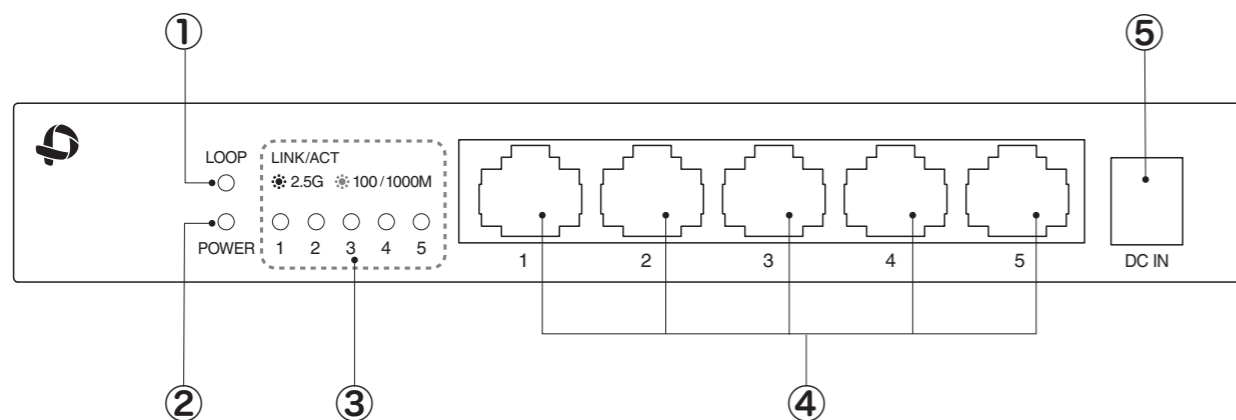 ① ⑤
LOOP LINK/ACT
2.5G 100/1000M
POWER 1 2 3 4 5
1 2 3 4 5 DC IN
② ③ ④